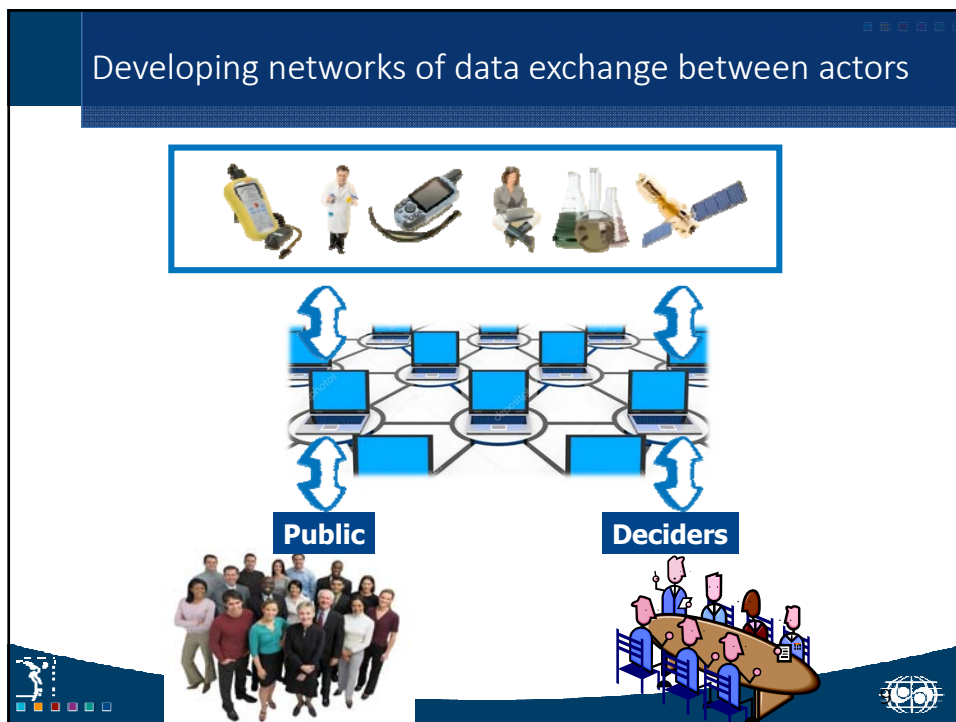 Developing networks of data exchange between actors
Public
Deciders